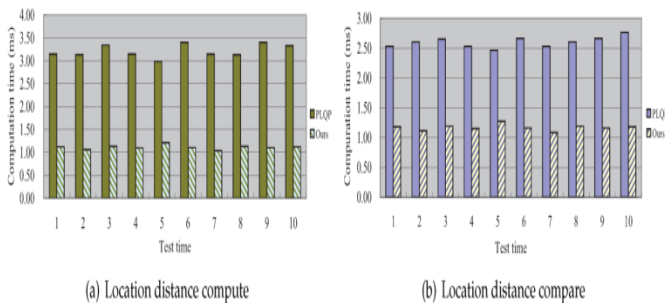 4.00
3.50
3.00
2.50
2.00
1.50
1.00
0.50
0.00
Computation time (ms)
1 2 3 4 5 6 7 8 9 10
Test time
PLQP
Ours
(a) Location distance compute
3.00
2.50
2.00
1.50
1.00
0.50
0.00
Compuration time (ms)
1 2 3 4 5 6 7 8 9 10
Test time
PLQ
Ours
(b) Location distance compare